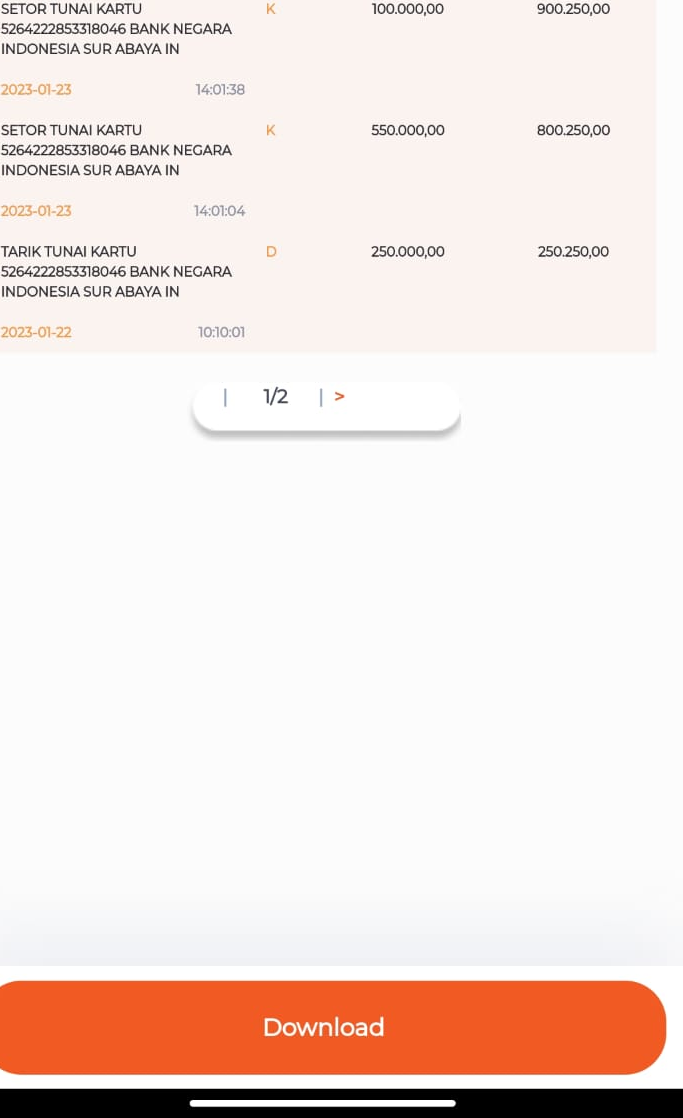 SETOR TUNAI KARTU K 100.000,00 900.250,00
5264222853318046 BANK NEGARA
INDONESIA SUR ABAYA IN
2023-01-23 14:01:38
SETOR TUNAI KARTU K 550.000,00 800.250,00
5264222853318046 BANK NEGARA
INDONESIA SUR ABAYA IN
2023-01-23 14:01:04
TARIK TUNAI KARTU D 250.000,00 250.250,00
5264222853318046 BANK NEGARA
INDONESIA SUR ABAYA IN
2023-01-22 10:10:01
| 1/2 | >
Download